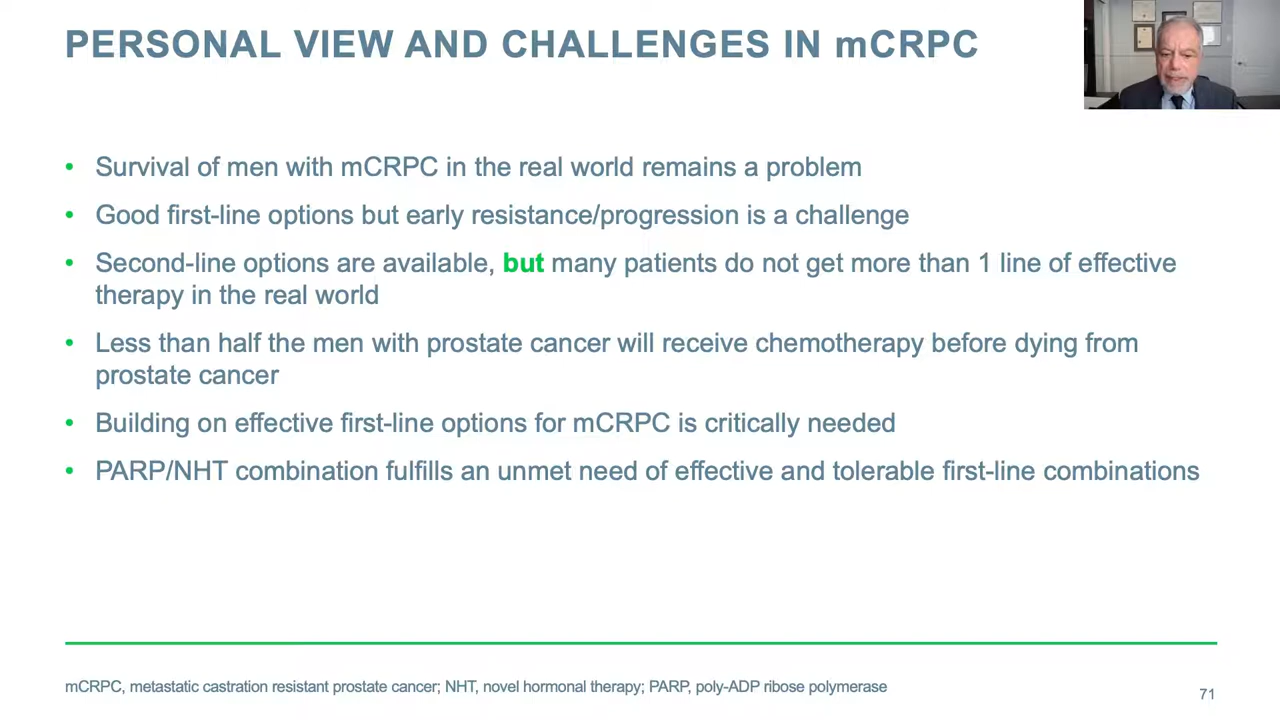 PERSONAL VIEW AND CHALLENGES IN mCRPC
• Survival of men with mCRPC in the real world remains a problem
• Good first-line options but early resistance/progression is a challenge
• Second-line options are available, but many patients do not get more than 1 line of effective
therapy in the real world
• Less than half the men with prostate cancer will receive chemotherapy before dying from
prostate cancer
• Building on effective first-line options for mCRPC is critically needed
• PARP/NHT combination fulfills an unmet need of effective and tolerable first-line combinations
mCRPC, metastatic castration resistant prostate cancer; NHT, novel hormonal therapy; PARP, poly-ADP ribose polymerase
71